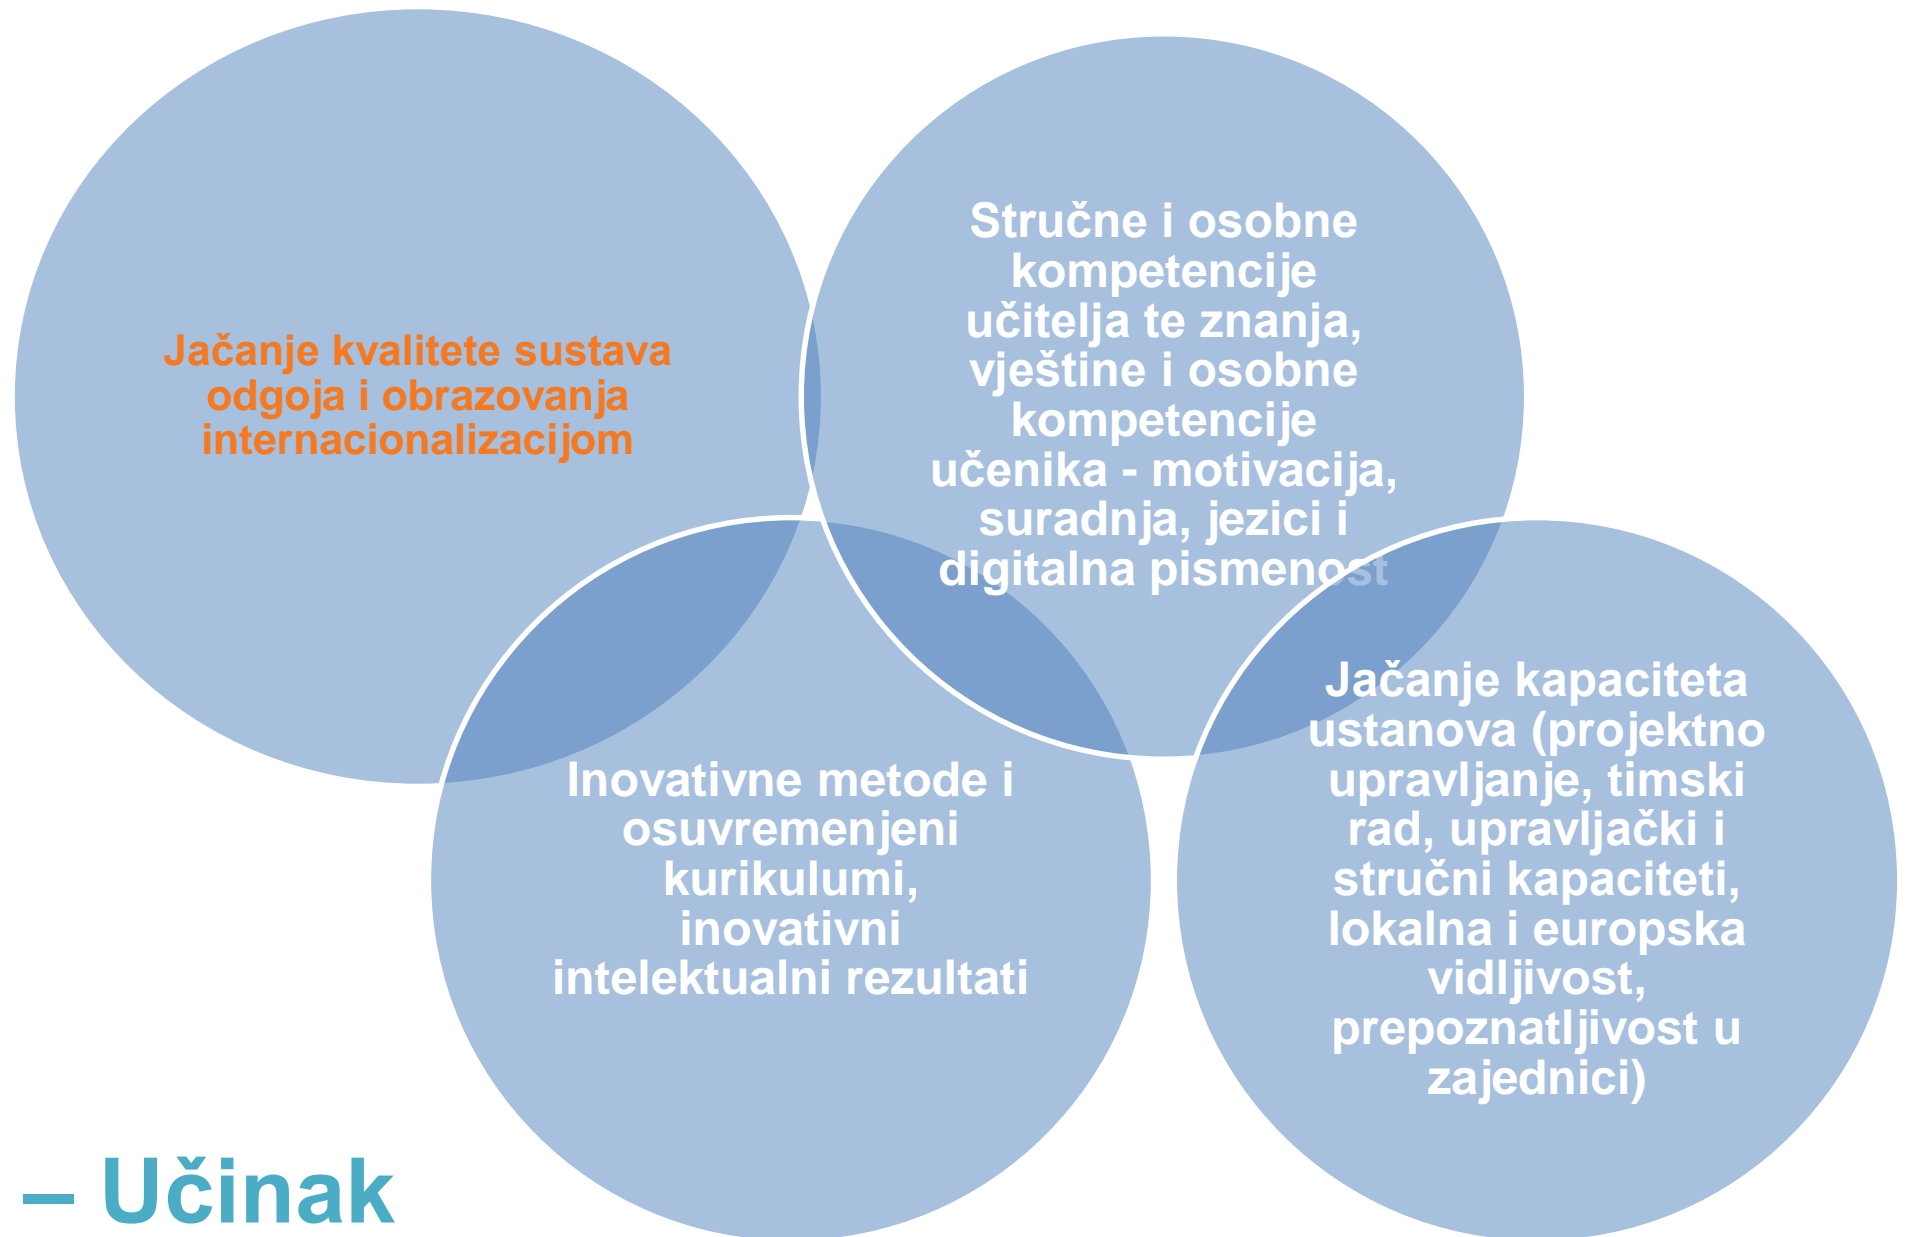 Jačanje kvalitete sustava
odgoja i obrazovanja
internacionalizacijom
Stručne i osobne
kompetencije
učitelja te znanja,
vještine i osobne
kompetencije
učenika - motivacija,
suradnja, jezici i
digitalna pismenost
Inovativne metode i
osuvremenjeni
kurikulumi,
inovativni
intelektualni rezultati
Jačanje kapaciteta
ustanova (projektno
upravljanje, timski
rad, upravljački i
stručni kapaciteti,
lokalna i europska
vidljivost,
prepoznatljivost u
zajednici)
– Učinak